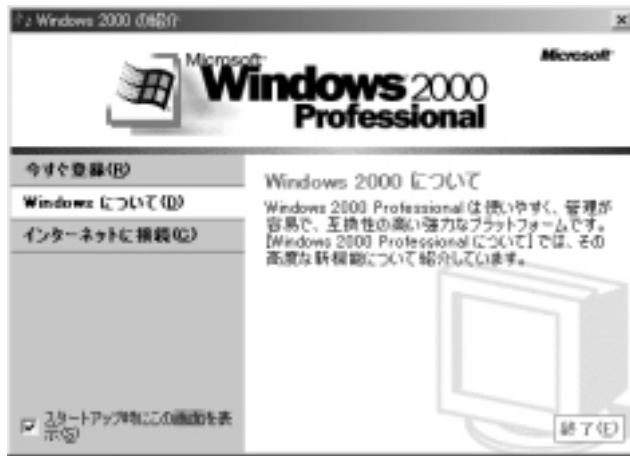 Windows 2000 の紹介
Microsoft
Microsoft
Windows 2000
Professional
今すぐ登録(R)
Windows について(D)
インターネットに接続(C)
Windows 2000 について
Windows 2000 Professional は使いやすく、管理が
容易で、互換性の高い強力なプラットフォームです。
[Windows 2000 Professional について] では、その
高度な新機能について紹介しています。
スタートアップ時にこの画面を表
示(S)
終了(E)